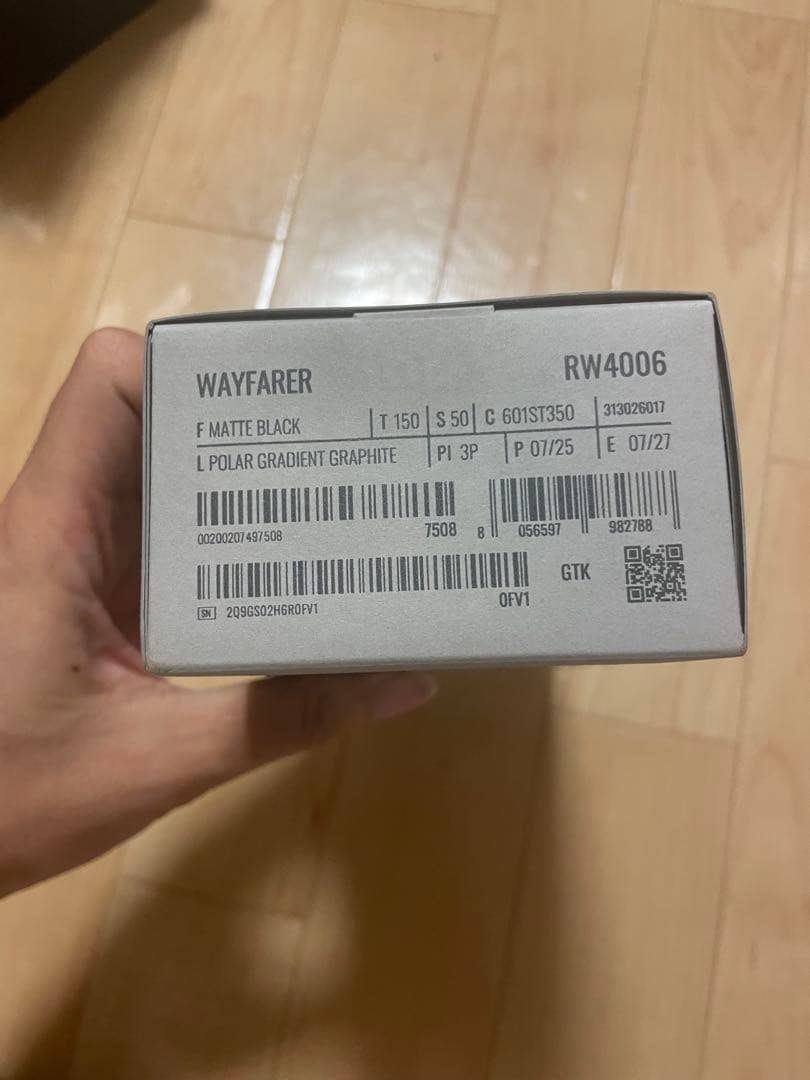 WAYFARER
RW4006
F MATTE BLACK T 150 S 50 C 601ST350 313026017
L POLAR GRADIENT GRAPHITE PI 3P P 07/25 E 07/27
00200207497508 7508
8 056597 982788
SN 2Q9GS02H6R0FV1 0FV1
GTK